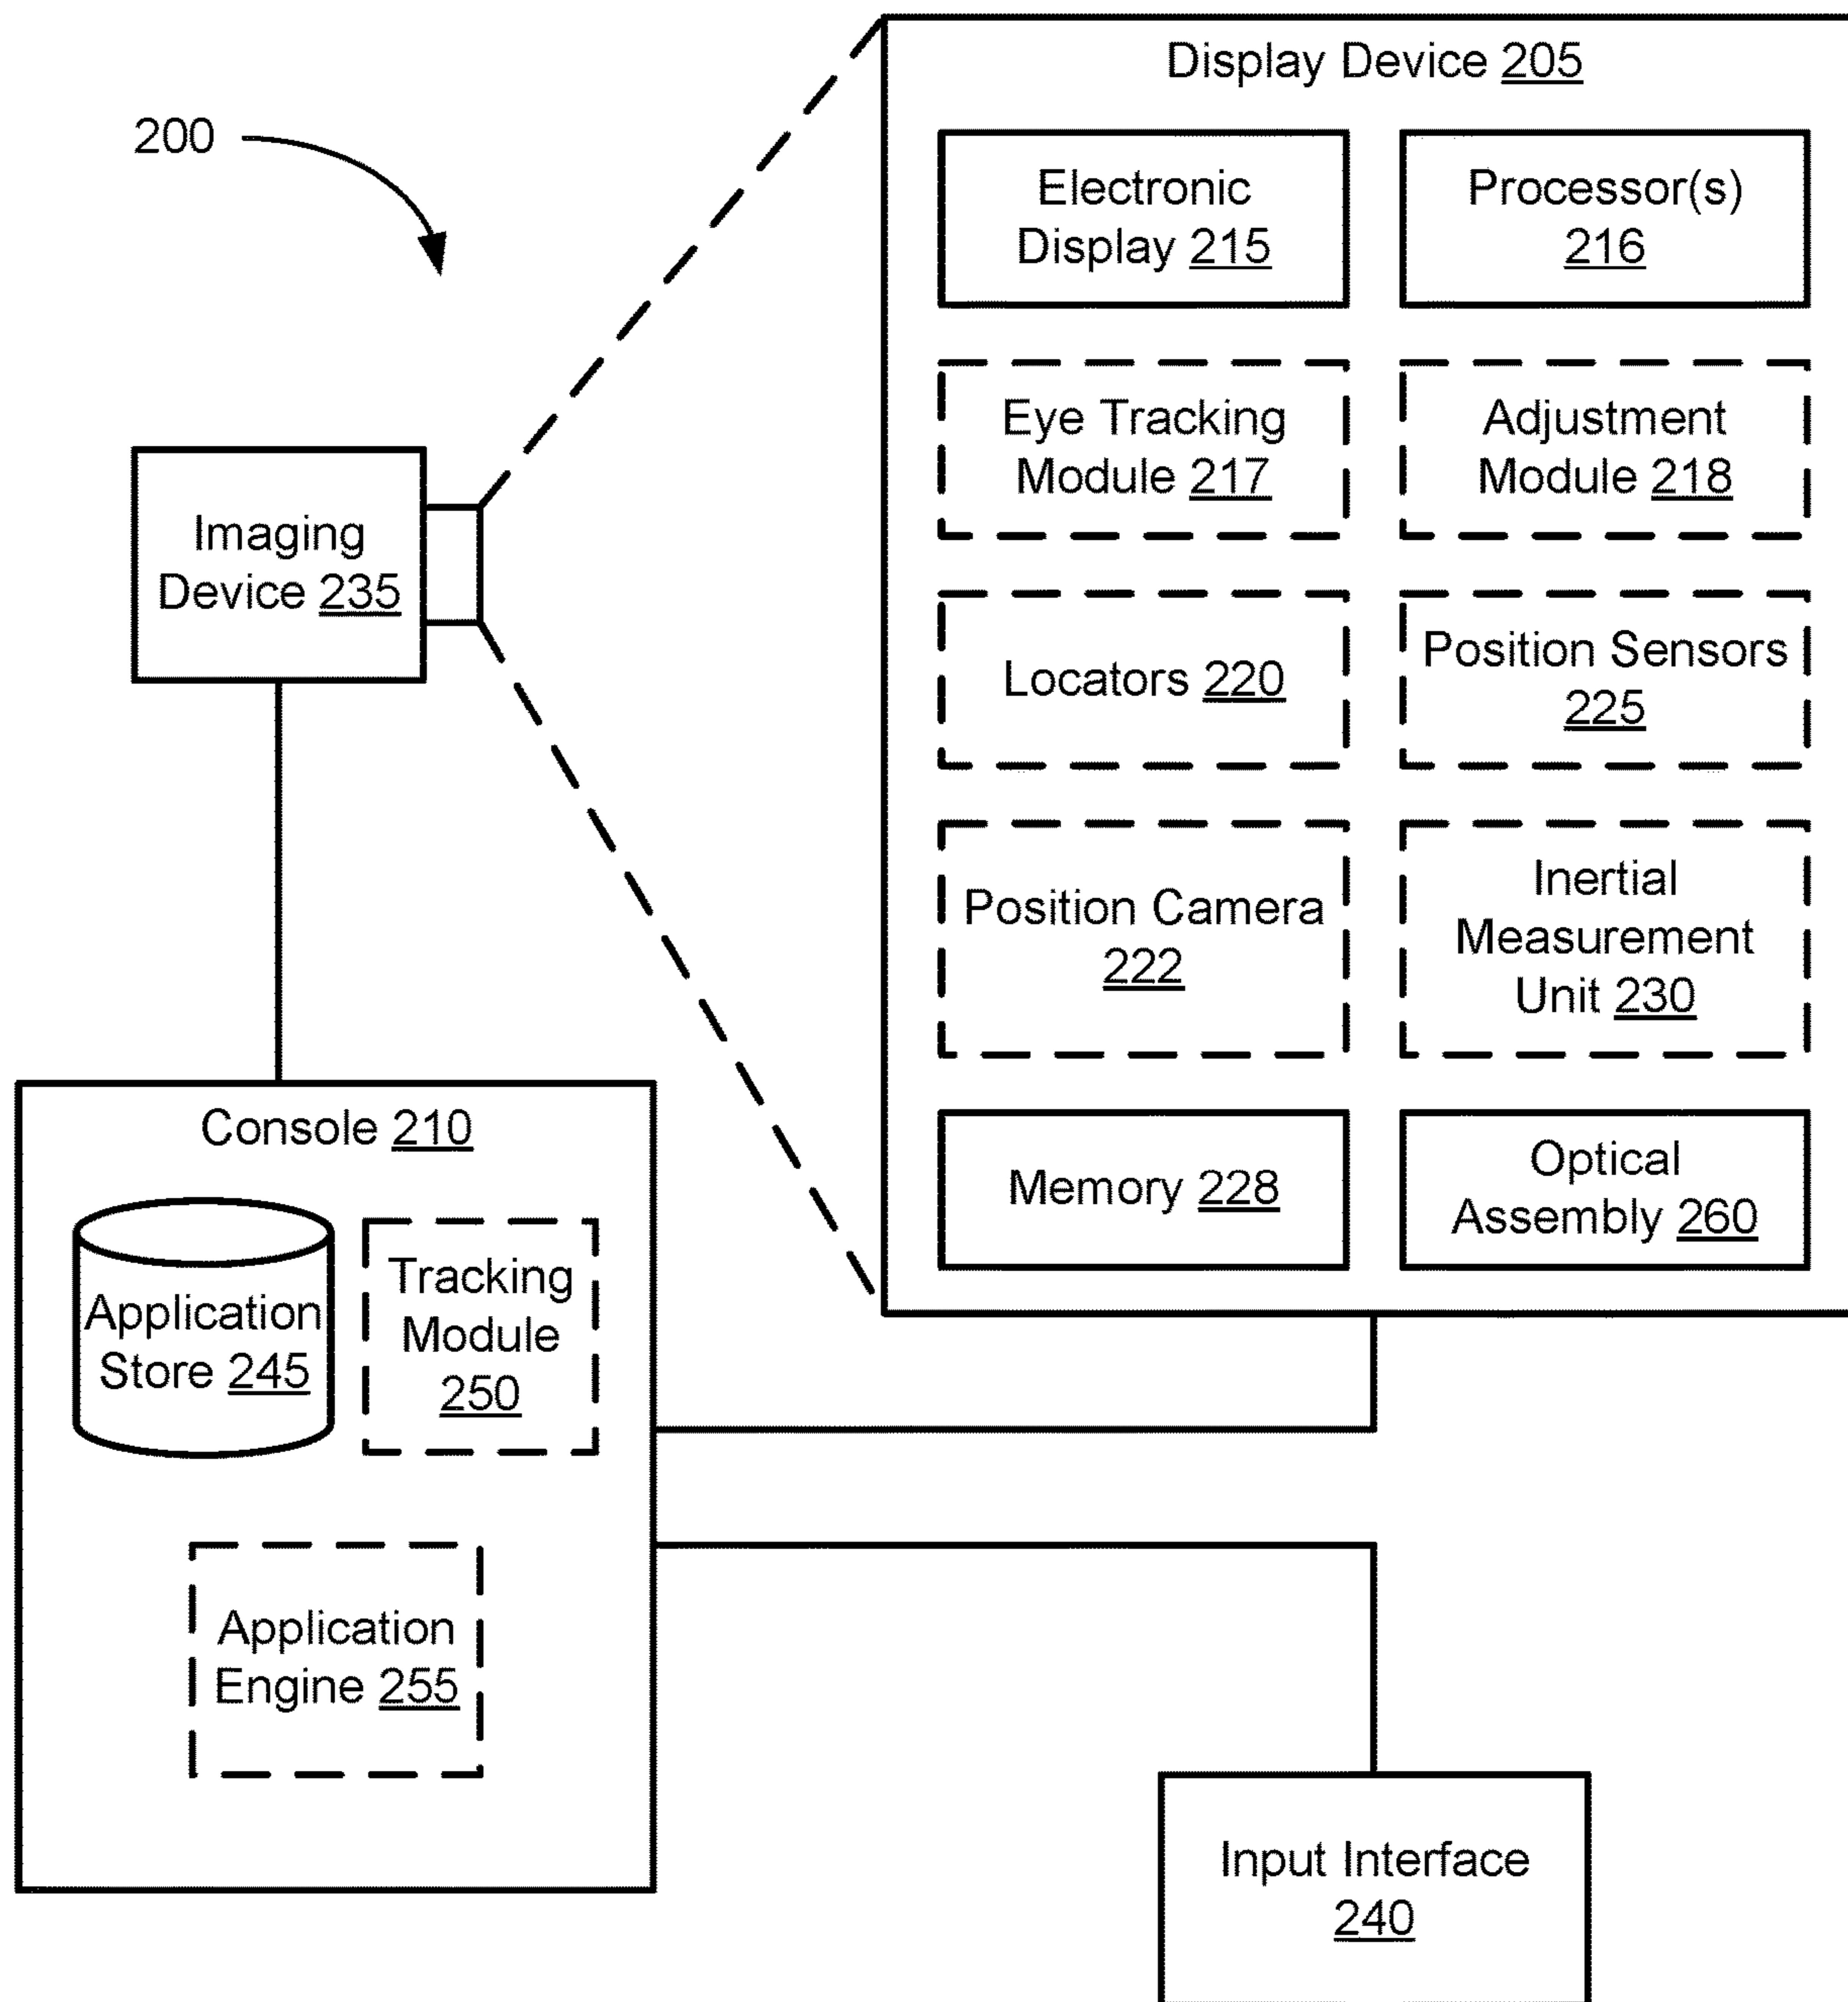 Display Device 205
200
Electronic
Display 215
Processor(s)
216
Eye Tracking
Module 217
Adjustment
Module 218
Imaging
Device 235
Locators 220
Position Sensors
225
Position Camera
222
Inertial
Measurement
Unit 230
Memory 228
Optical
Assembly 260
Console 210
Application
Store 245
Tracking
Module
250
Application
Engine 255
Input Interface
240